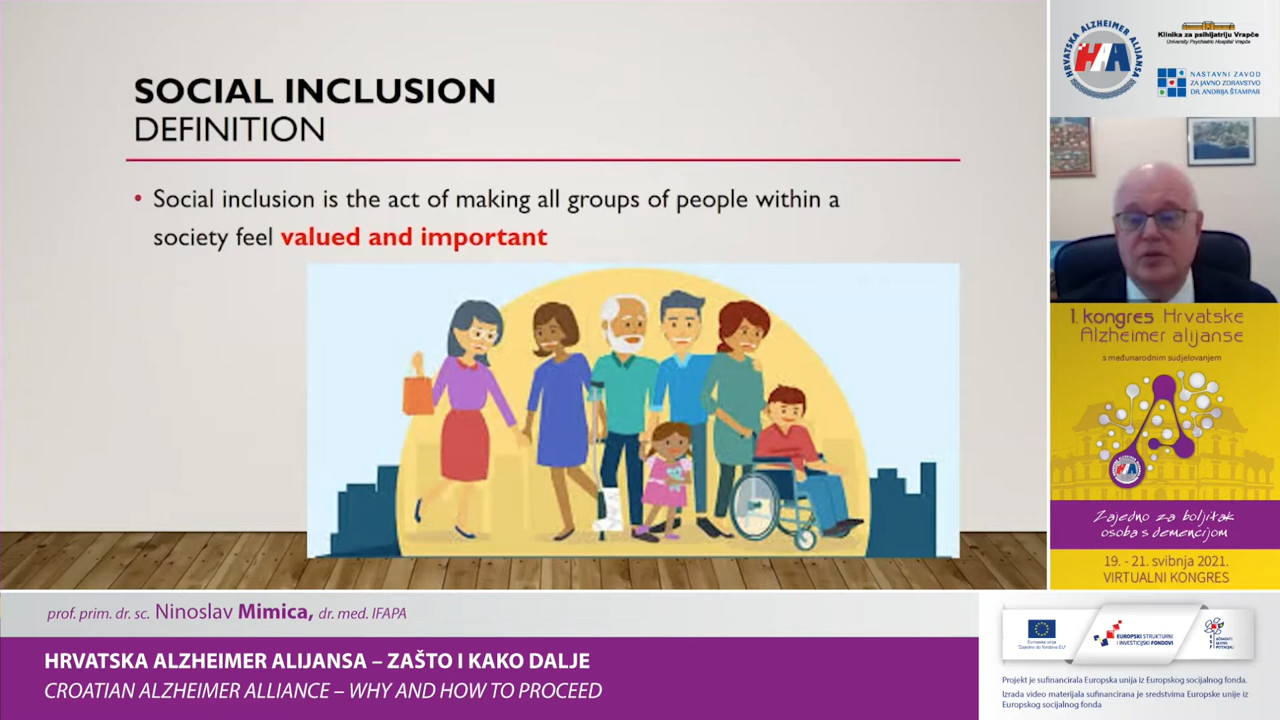 SOCIAL INCLUSION
DEFINITION
• Social inclusion is the act of making all groups of people within a
society feel valued and important
HRVATSKA ALZHEIMER ALIJANSA
HAA
Klinika za psihijatriju Vrapče
University Psychiatric Hospital Vrapče
NASTAVNI ZAVOD
ZA JAVNO ZDRAVSTVO
DR. ANDRIJA ŠTAMPAR
1. kongres Hrvatske
Alzheimer alijanse
s međunarodnim sudjelovanjem
HAA
Zajedno za boljitak
osoba s demencijom
19. - 21. svibnja 2021.
VIRTUALNI KONGRES
prof. prim. dr. sc. Ninoslav Mimica, dr. med. IFAPA
HRVATSKA ALZHEIMER ALIJANSA – ZAŠTO I KAKO DALJE
CROATIAN ALZHEIMER ALLIANCE – WHY AND HOW TO PROCEED
Europska unija
"Zajedno do fondova EU"
EUROPSKI STRUKTURNI
I INVESTICIJSKI FONDOVI
Projekt je sufinancirala Europska unija iz Europskog socijalnog fonda.
Izrada video materijala sufinancirana je sredstvima Europske unije iz
Europskog socijalnog fonda